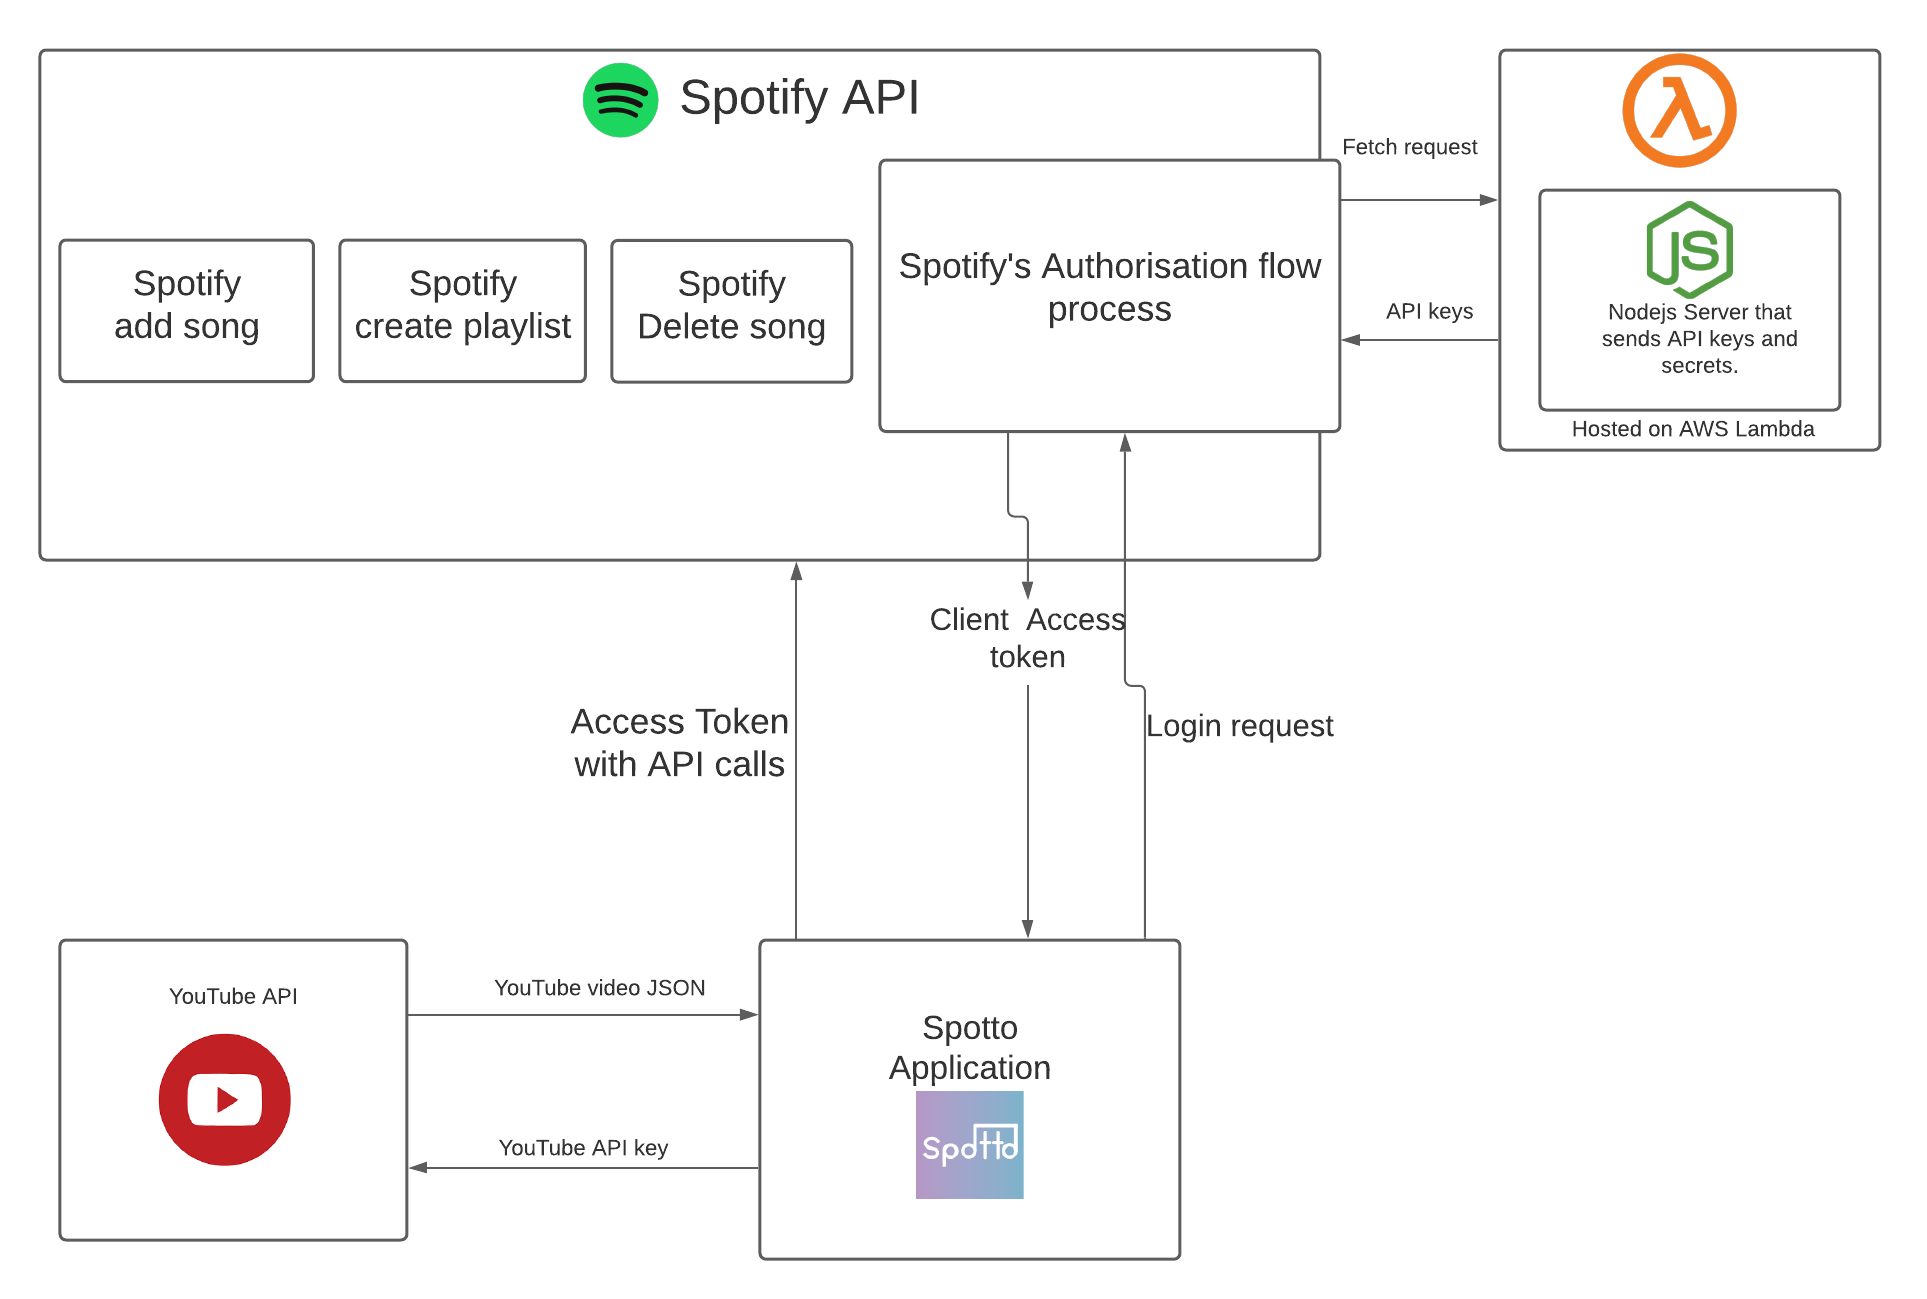 Spotify API
Fetch request
Spotify
add song
Spotify
create playlist
Spotify
Delete song
Spotify's Authorisation flow
process
API keys
JS
Nodejs Server that
sends API keys and
secrets.
Hosted on AWS Lambda
Client  Access
token
Access Token
with API calls
Login request
YouTube API
YouTube video JSON
YouTube API key
Spotto
Application
Spotto